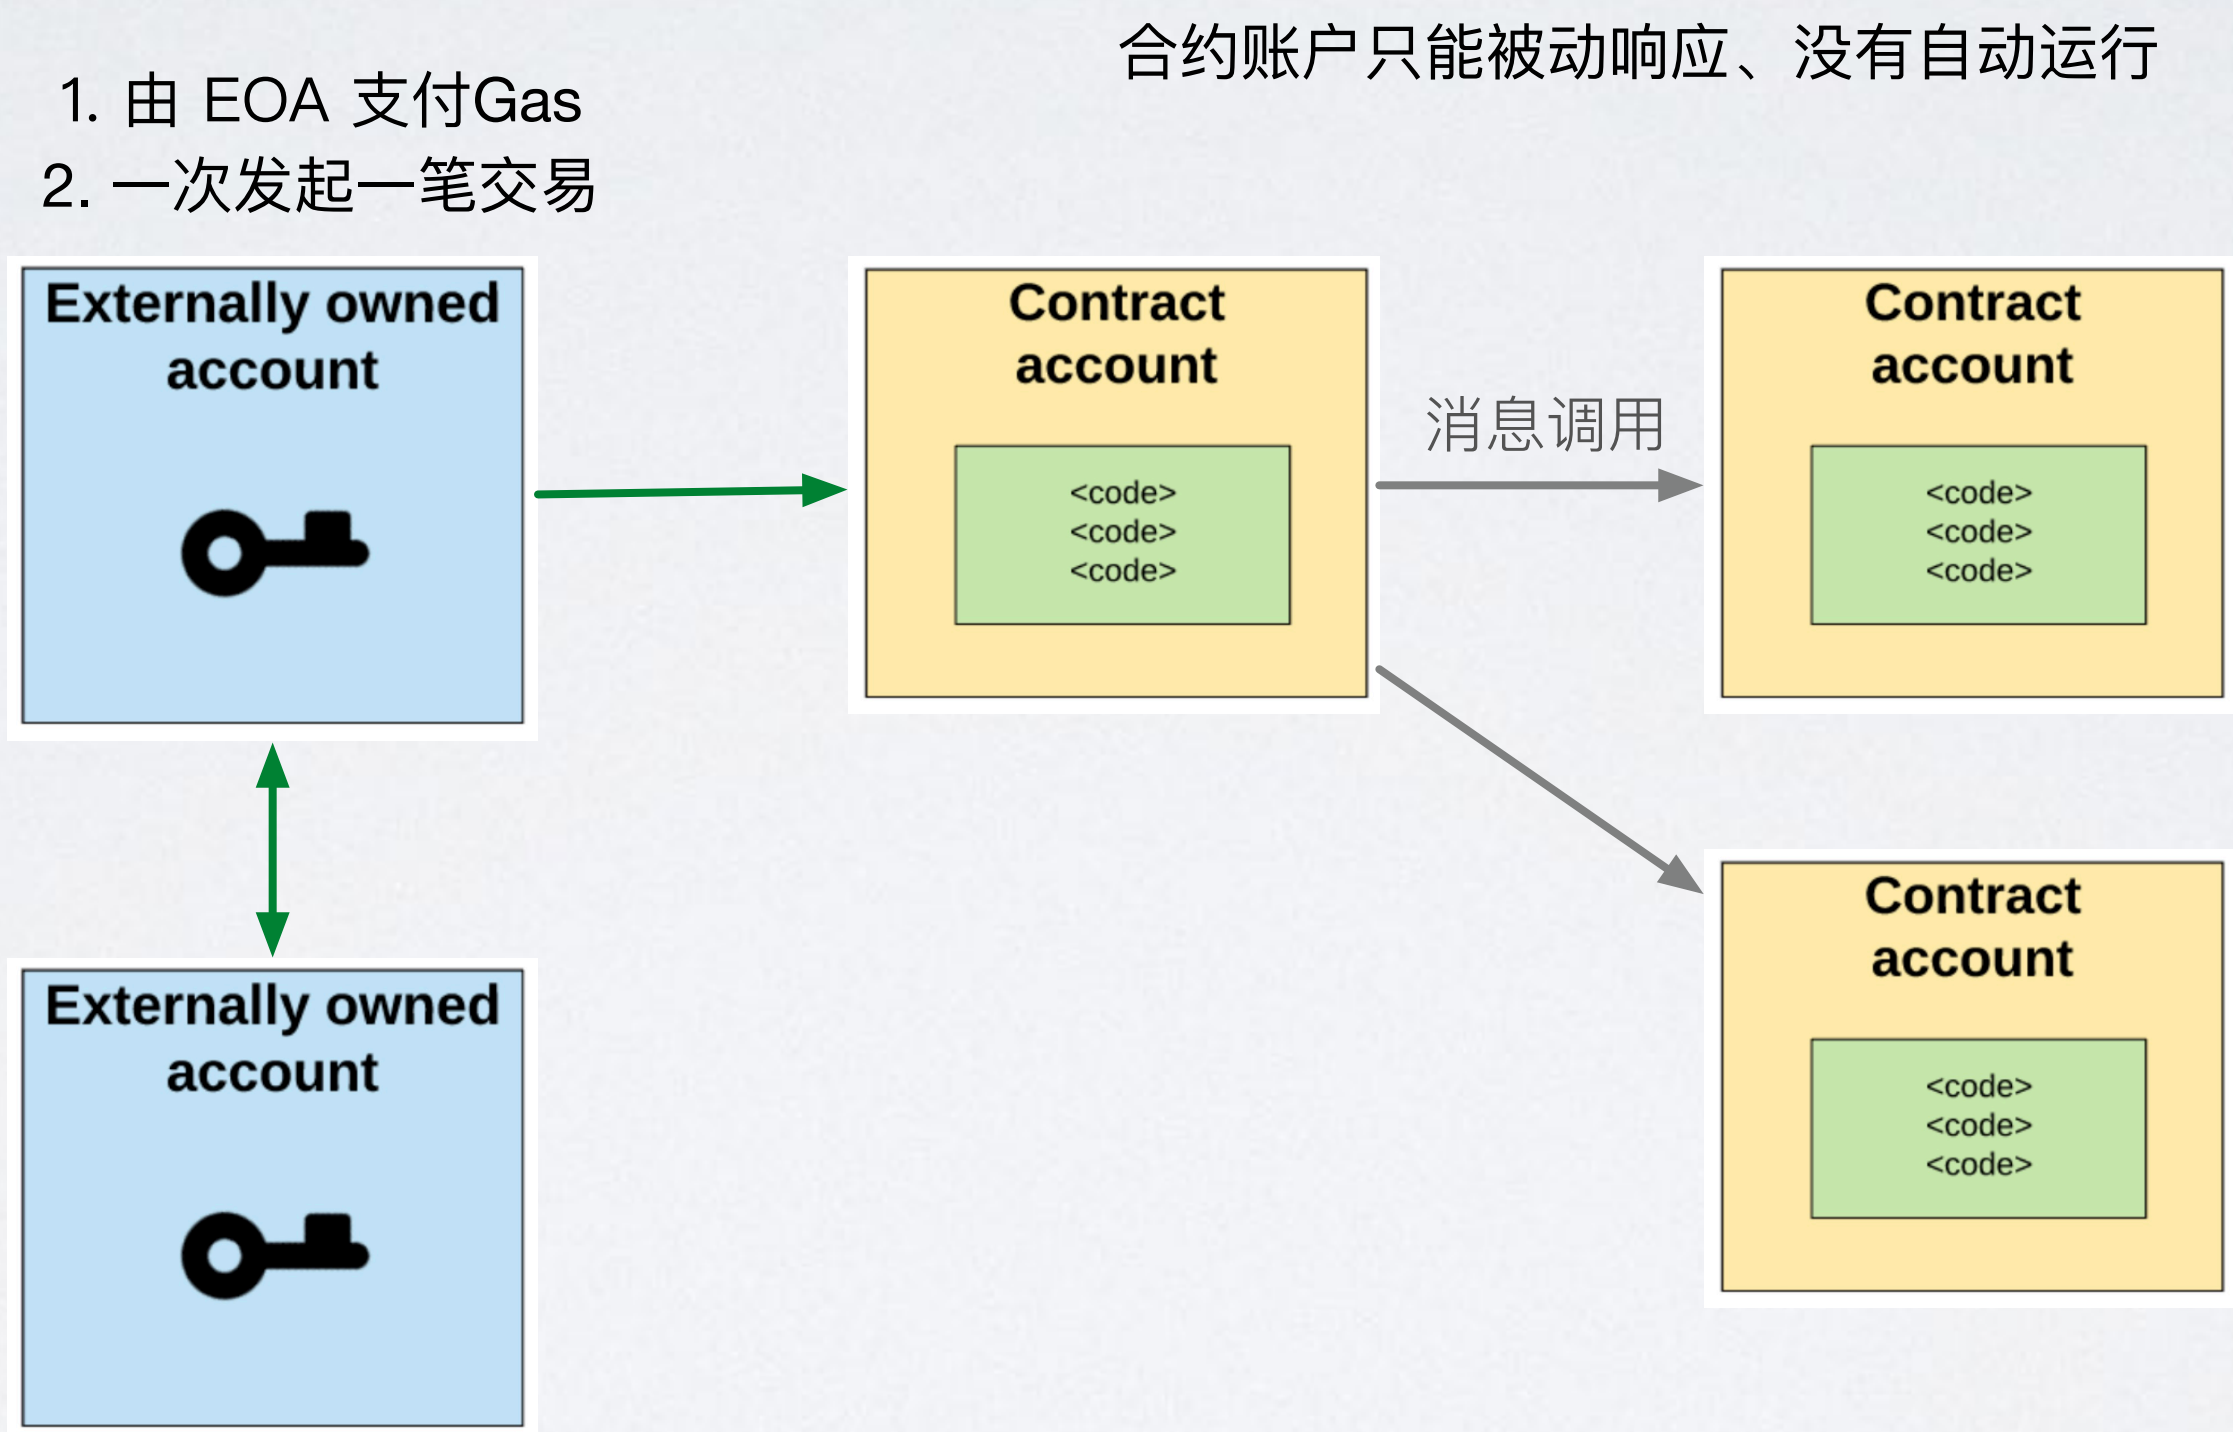 合约账户只能被动响应、没有自动运行
1. 由 EOA 支付Gas
2. 一次发起一笔交易
Externally owned
account
Contract
account
<code>
<code>
<code>
消息调用
Contract
account
<code>
<code>
<code>
Externally owned
account
Contract
account
<code>
<code>
<code>